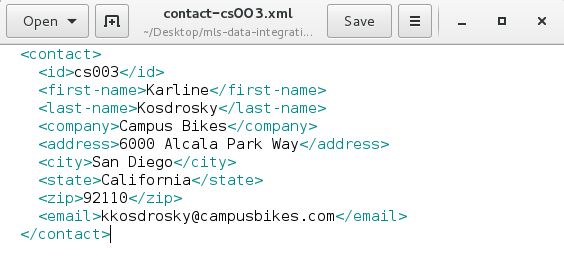 Open
contact-cs003.xml
~/Desktop/mls-data-integrati...
Save
<contact>
<id>cs003</id>
<first-name>Karline</first-name>
<last-name>Kosdrosky</last-name>
<company>Campus Bikes</company>
<address>6000 Alcala Park Way</address>
<city>San Diego</city>
<state>California</state>
<zip>92110</zip>
<email>kkosdrosky@campusbikes.com</email>
</contact>